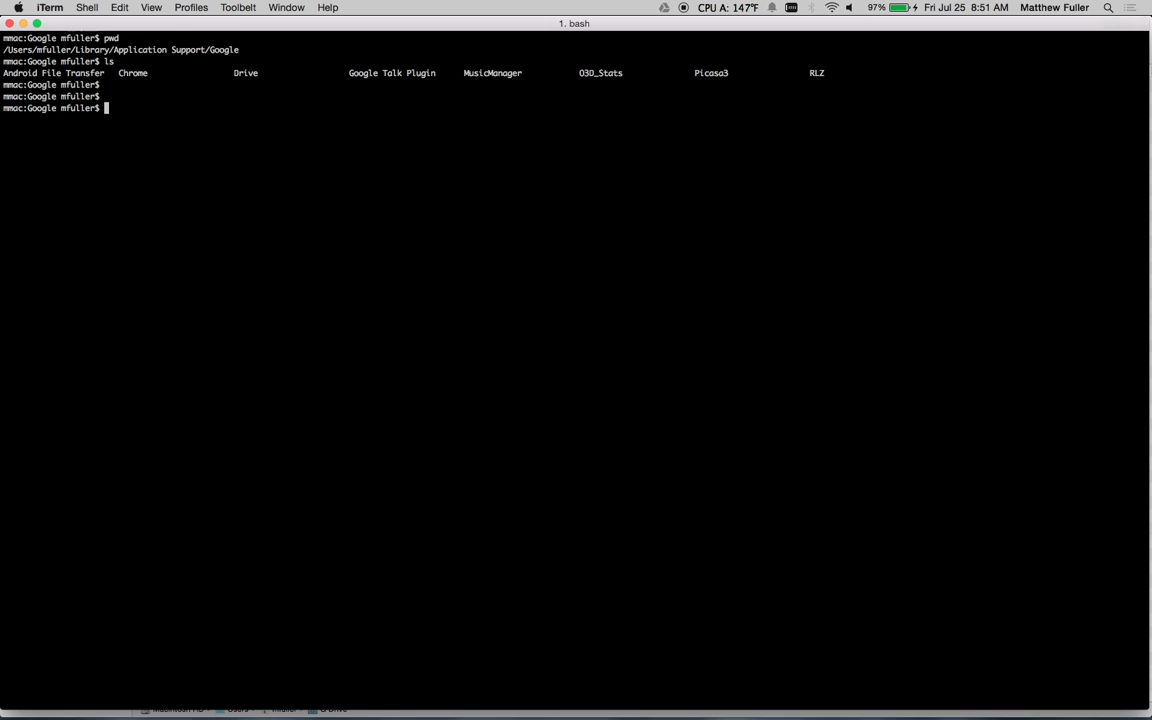 iTerm Shell Edit View Profiles Toolbelt Window Help CPU A: 147°F 97% Fri Jul 25 8:51 AM Matthew Fuller
1. bash
mmac:Google mfuller$ pwd
/Users/mfuller/Library/Application Support/Google
mmac:Google mfuller$ ls
Android File Transfer Chrome Drive Google Talk Plugin MusicManager O3D_Stats Picasa3 RLZ
mmac:Google mfuller$
mmac:Google mfuller$
mmac:Google mfuller$